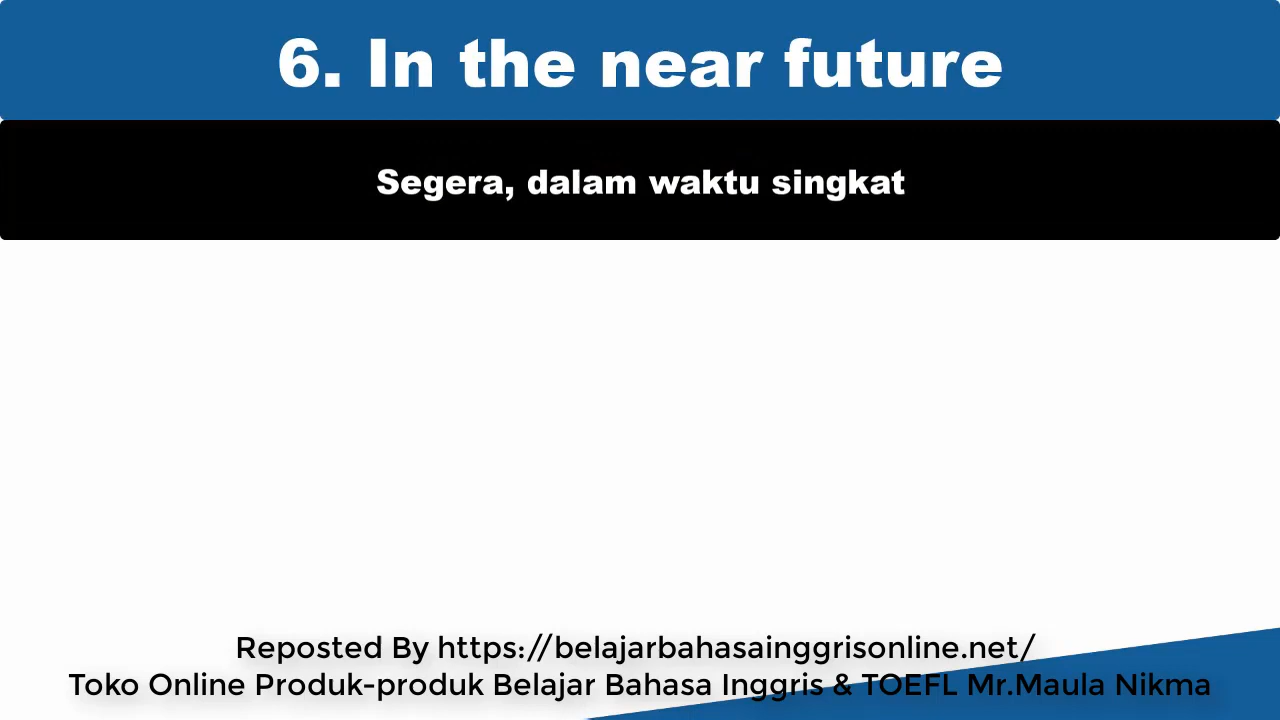 6. In the near future
Segera, dalam waktu singkat
Reposted By https://belajarbahasainggrisonline.net/
Toko Online Produk-produk Belajar Bahasa Inggris & TOEFL Mr.Maula Nikma